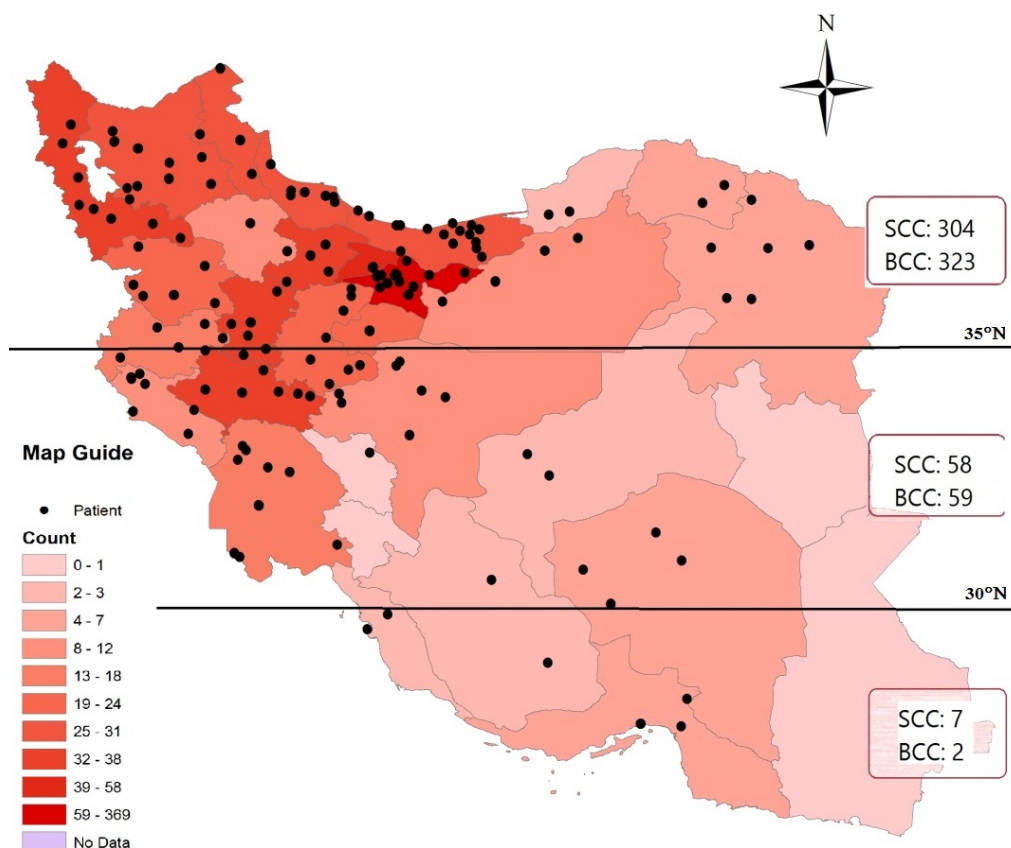 N
SCC: 304
BCC: 323
35°N
Map Guide
SCC: 58
BCC: 59
Patient
Count
0 - 1
2 - 3
30°N
4 - 7
8 - 12
13 - 18
19 - 24
SCC: 7
25 - 31
BCC: 2
32 - 38
39 - 58
59 - 369
No Data